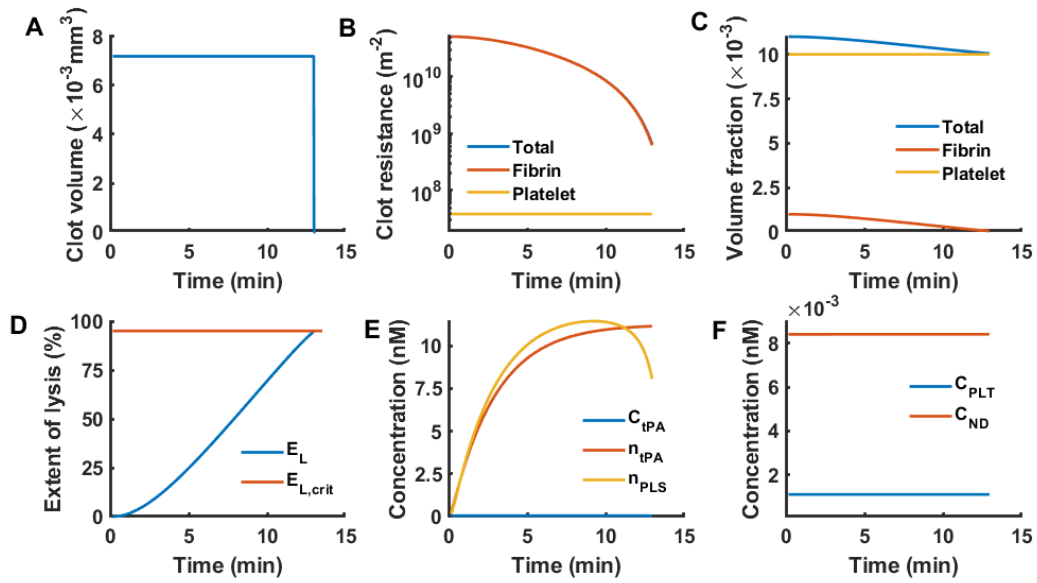 A
Clot volume (×10⁻³mm³)
8
6
4
2
0
0 5 10 15
Time (min)
B
Clot resistance (m⁻²)
10¹⁰
10⁹
10⁸
Total
Fibrin
Platelet
0 5 10 15
Time (min)
C
Volume fraction (×10⁻³)
10
7.5
5
2.5
0
Total
Fibrin
Platelet
0 5 10 15
Time (min)
D
Extent of lysis (%)
100
75
50
25
0
E_L
E_L,crit
0 5 10 15
Time (min)
E
Concentration (nM)
10
7.5
5
2.5
0
C_tPA
n_tPA
n_PLS
0 5 10 15
Time (min)
F
×10⁻³
Concentration (nM)
8
6
4
2
C_PLT
C_ND
0 5 10 15
Time (min)